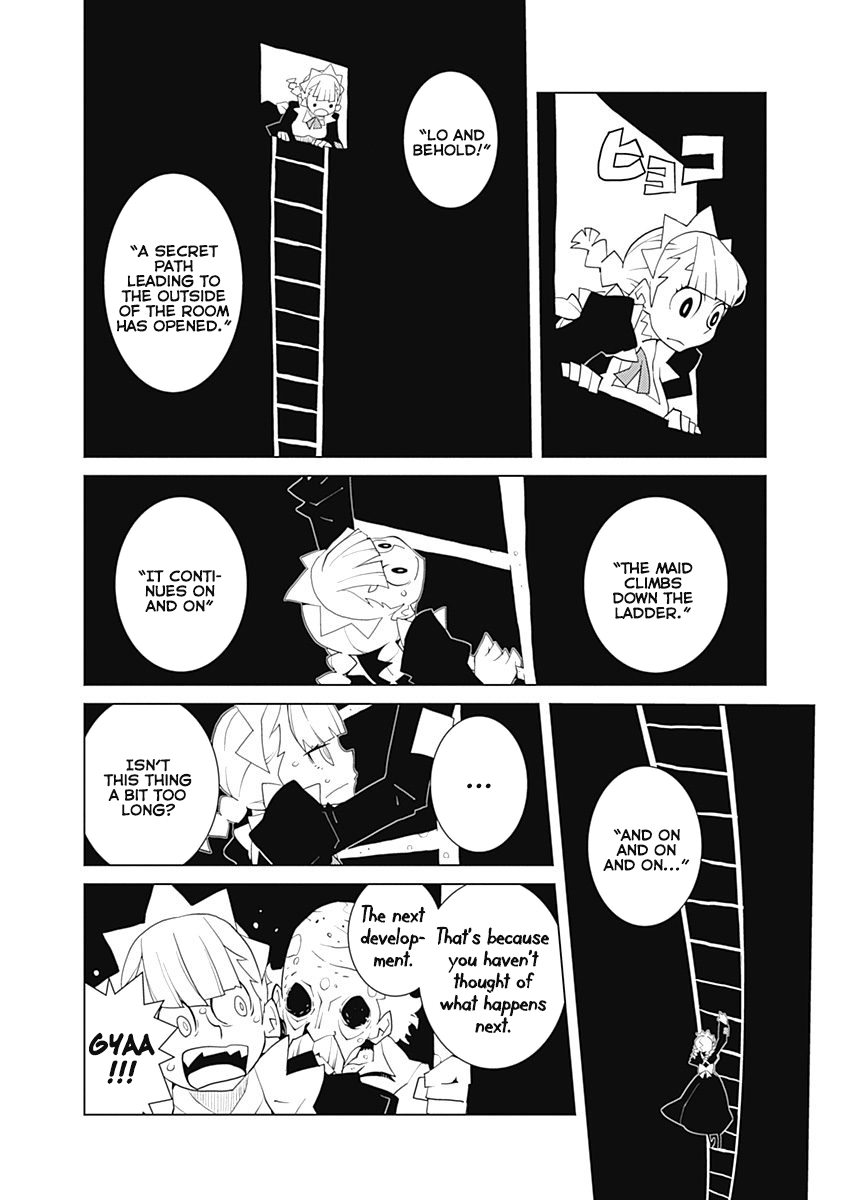 ヒョコ
"LO AND
BEHOLD!"
"A SECRET
PATH
LEADING TO
THE OUTSIDE
OF THE ROOM
HAS OPENED."
"THE MAID
CLIMBS
DOWN THE
LADDER."
"IT CONTI-
NUES ON
AND ON"
"AND ON
AND ON
AND ON..."
...
ISN'T
THIS THING
A BIT TOO
LONG?
That's because
you haven't
thought of
what happens
next.
The next
develop-
ment.
GYAA
!!!